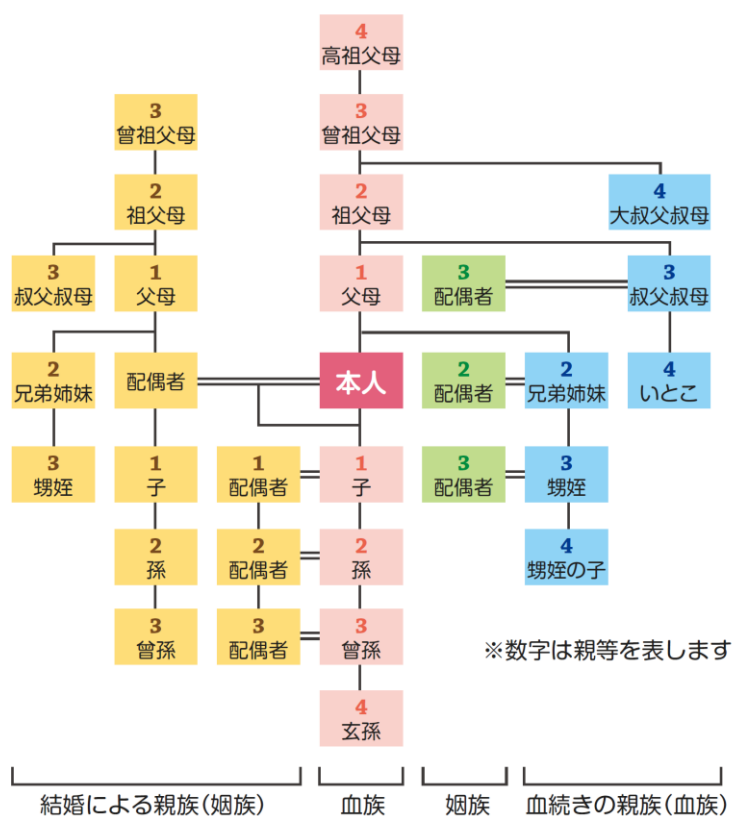 4
高祖父母
3
曾祖父母
3
曾祖父母
2
祖父母
2
祖父母
4
大叔父叔母
3
叔父叔母
1
父母
1
父母
3
配偶者
3
叔父叔母
2
兄弟姉妹
配偶者
本人
2
配偶者
2
兄弟姉妹
4
いとこ
3
甥姪
1
子
1
配偶者
1
子
3
配偶者
3
甥姪
2
孫
2
配偶者
2
孫
4
甥姪の子
3
曾孫
3
配偶者
3
曾孫
※数字は親等を表します
4
玄孫
結婚による親族(姻族)
血族
姻族
血続きの親族(血族)